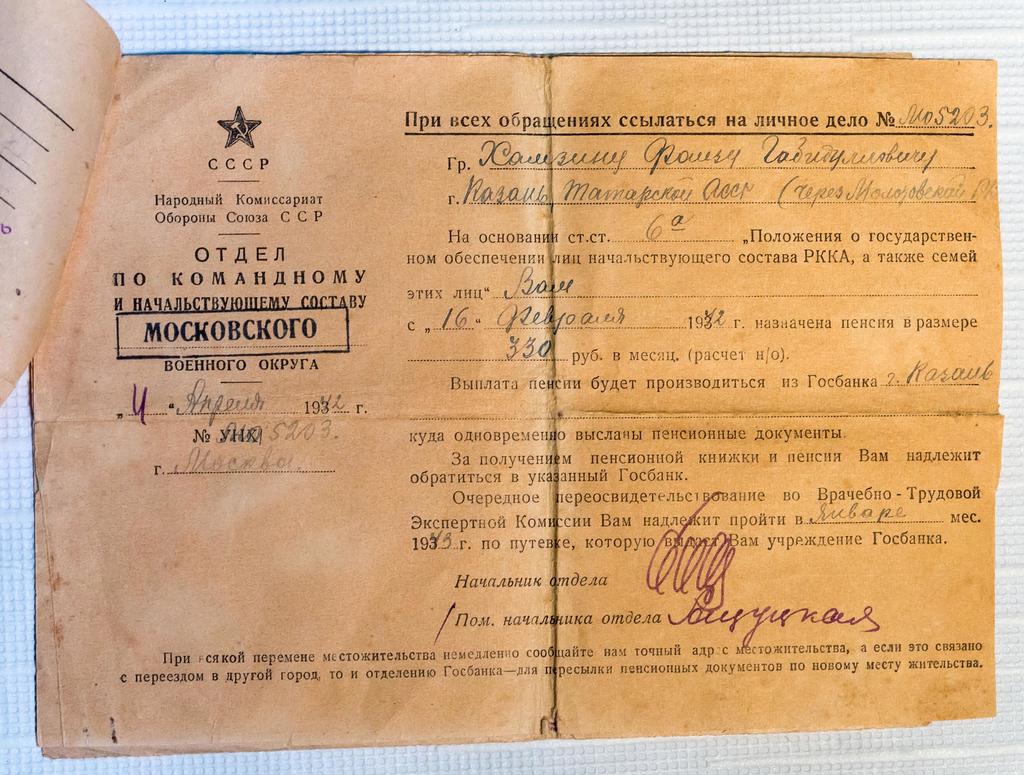 СССР
Народный Комиссариат
Обороны Союза ССР
ОТДЕЛ
ПО КОМАНДНОМУ
И НАЧАЛЬСТВУЮЩЕМУ СОСТАВУ
МОСКОВСКОГО
ВОЕННОГО ОКРУГА
„4“ Апреля 1942 г.
№ УНК МО5203.
г. Москва.
При всех обращениях ссылаться на личное дело № МО5203.
Гр. Хамзину Фаизу Габидулловичу
г. Казань Татарской АССР (через
На основании ст.ст. 6а „Положения о государствен-
ном обеспечении лиц начальствующего состава РККА, а также семей
этих лиц“ Вам
с „16“ Февраля 1942 г. назначена пенсия в размере
330 руб. в месяц. (расчет н/о).
Выплата пенсии будет производиться из Госбанка г. Казань
куда одновременно высланы пенсионные документы.
За получением пенсионной книжки и пенсии Вам надлежит
обратиться в указанный Госбанк.
Очередное переосвидетельствование во Врачебно-Трудовой
Экспертной Комиссии Вам надлежит пройти в Январе мес.
1943 г. по путевке, которую выдаст Вам учреждение Госбанка.
Начальник отдела
Пом. начальника отдела
При всякой перемене местожительства немедленно сообщайте нам точный адрес местожительства, а если это связано
с переездом в другой город, то и отделению Госбанка—для пересылки пенсионных документов по новому месту жительства.